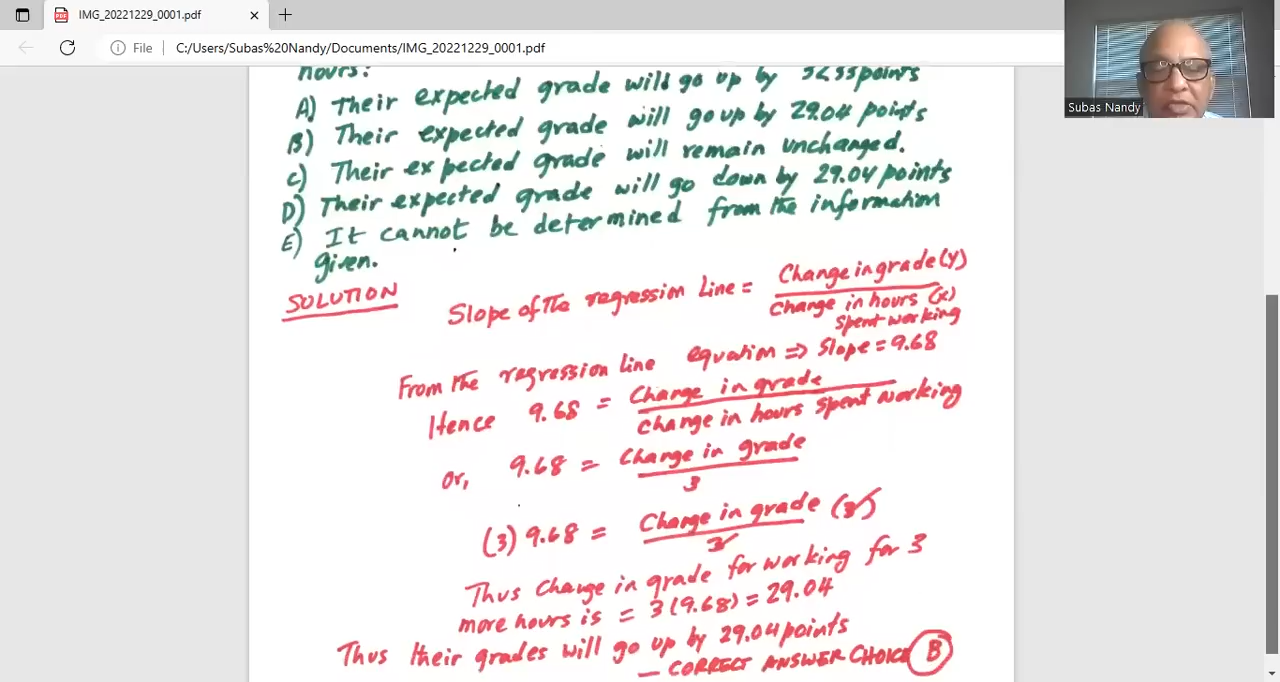 IMG_20221229_0001.pdf
File
C:/Users/Subas%20Nandy/Documents/IMG_20221229_0001.pdf
Subas Nandy
hours?
A) Their expected grade will go up by 52.55 points
B) Their expected grade will go up by 29.04 points
C) Their expected grade will remain unchanged.
D) Their expected grade will go down by 29.04 points
E) It cannot be determined from the information
given.
SOLUTION
Slope of the regression Line = Change in grade (y)
Change in hours (x)
spent working
From the regression line equation => Slope = 9.68
Hence 9.68 = Change in grade
Change in hours spent working
Or, 9.68 = Change in grade
3
(3) 9.68 = Change in grade (3)
3
Thus Change in grade for working for 3
more hours is = 3 (9.68) = 29.04
Thus their grades will go up by 29.04 points
— CORRECT ANSWER CHOICE B